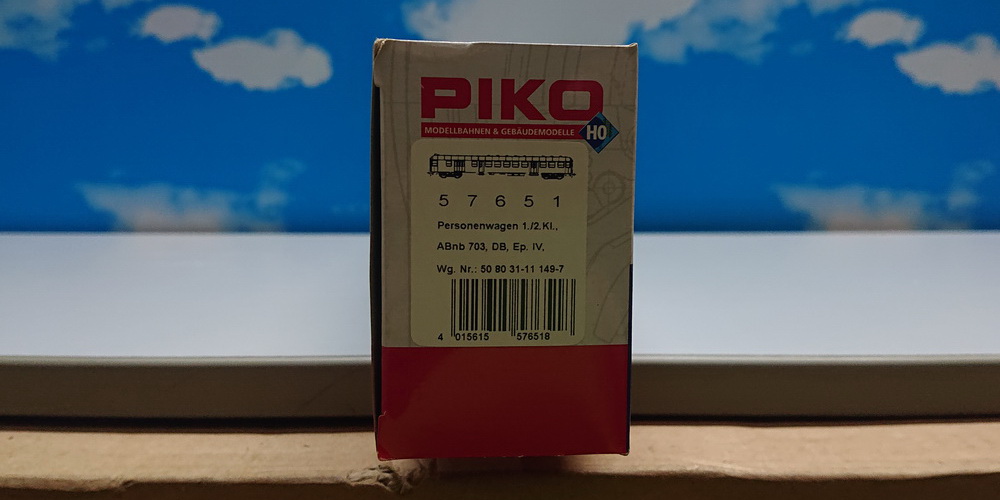 PIKO
MODELLBAHNEN & GEBÄUDEMODELLE
H0
5 7 6 5 1
Personenwagen 1./2.Kl.,
ABnb 703, DB, Ep. IV,
Wg. Nr.: 50 80 31-11 149-7
4 015615 576518